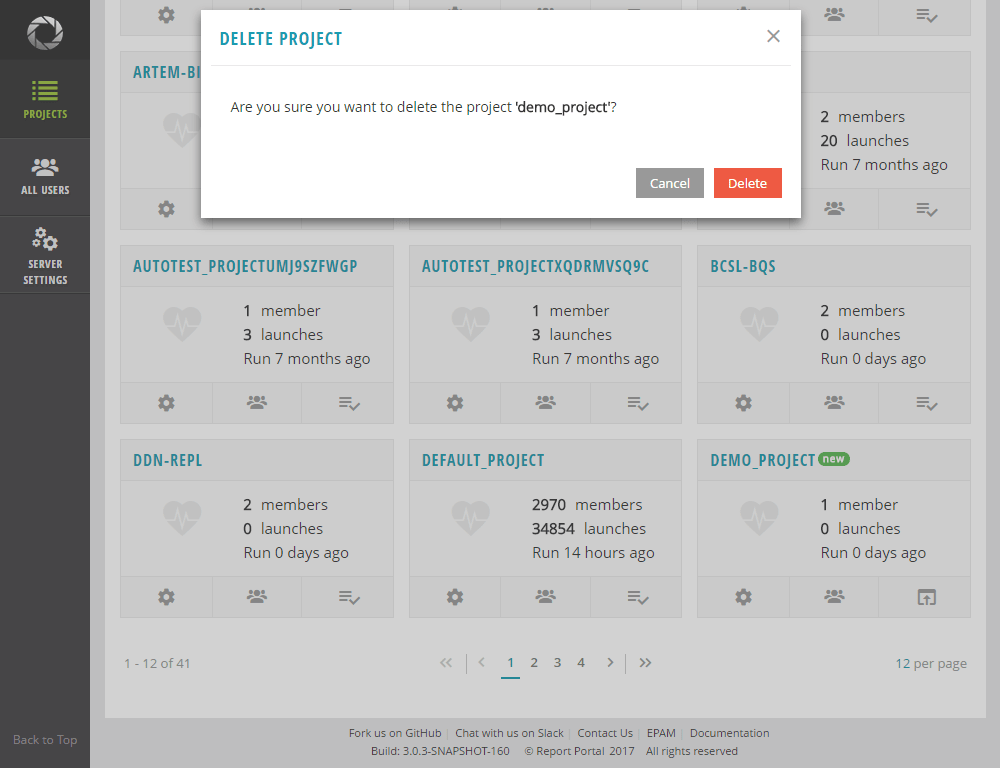 DELETE PROJECT
Are you sure you want to delete the project 'demo_project'?
Cancel Delete
PROJECTS
ALL USERS
SERVER
SETTINGS
Back to Top
ARTEM-BI
2 members
20 launches
Run 7 months ago
AUTOTEST_PROJECTUMJ9SZFWGP
1 member
3 launches
Run 7 months ago
AUTOTEST_PROJECTXQDRMVSQ9C
1 member
3 launches
Run 7 months ago
BCSL-BQS
2 members
0 launches
Run 0 days ago
DDN-REPL
2 members
0 launches
Run 0 days ago
DEFAULT_PROJECT
2970 members
34854 launches
Run 14 hours ago
DEMO_PROJECT new
1 member
0 launches
Run 0 days ago
1 - 12 of 41
1 2 3 4
12 per page
Fork us on GitHub Chat with us on Slack Contact Us EPAM Documentation
Build: 3.0.3-SNAPSHOT-160 © Report Portal 2017 All rights reserved